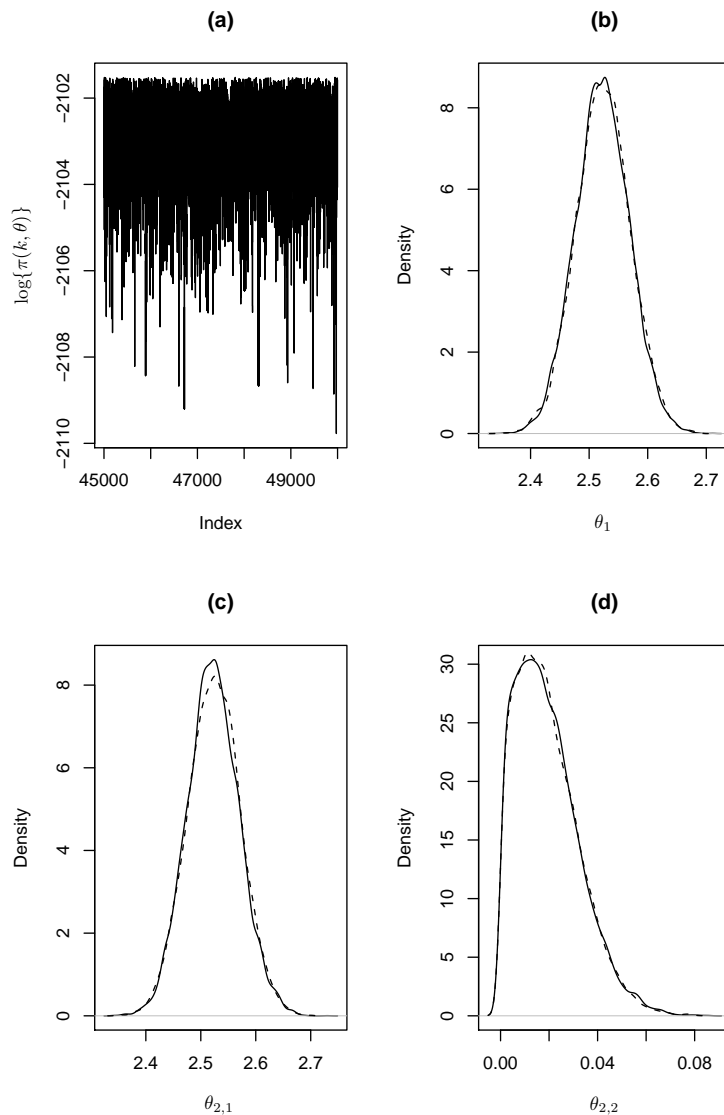 (a)
log{π(k, θ)}
−2102
−2104
−2106
−2108
−2110
45000 47000 49000
Index
(b)
Density
8
6
4
2
0
2.4 2.5 2.6 2.7
θ1
(c)
Density
8
6
4
2
0
2.4 2.5 2.6 2.7
θ2,1
(d)
Density
30
25
20
15
10
5
0
0.00 0.04 0.08
θ2,2